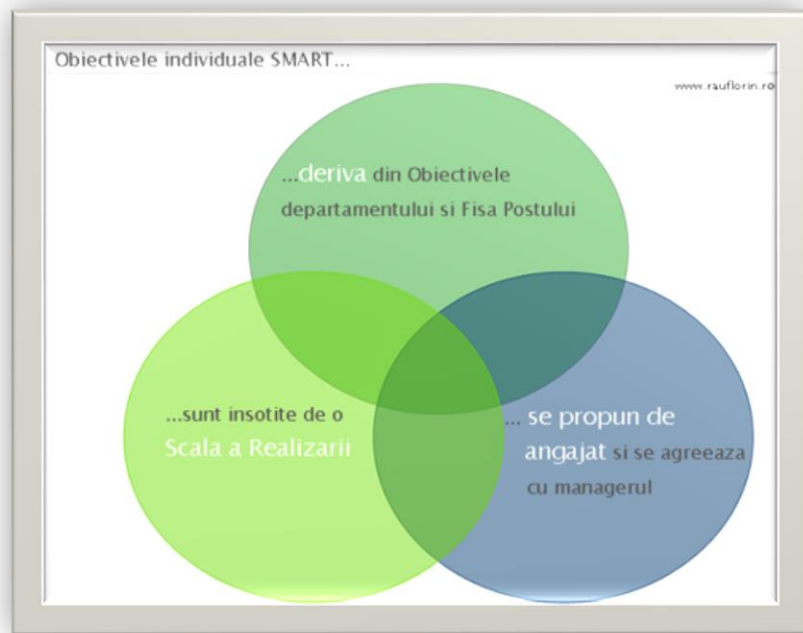 Obiectivele individuale SMART...
www.rauflorin.ro
...deriva din Obiectivele
departamentului si Fisa Postului
...sunt insotite de o
Scala a Realizarii
... se propun de
angajat si se agreeaza
cu managerul